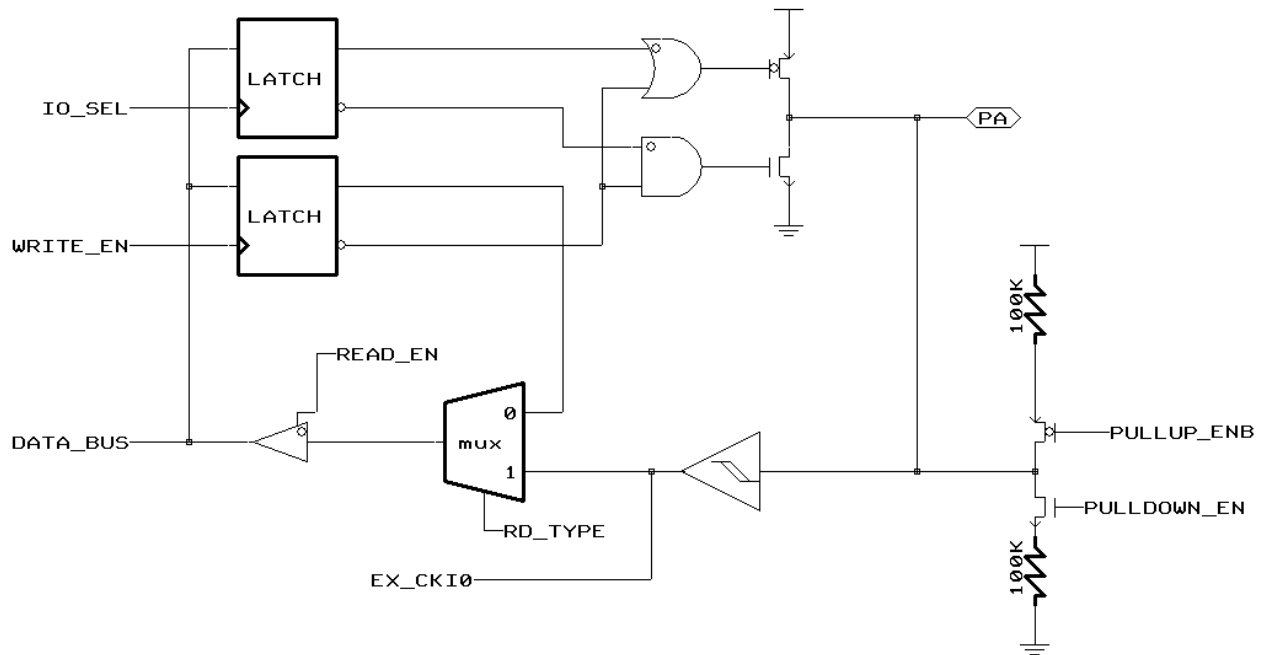 LATCH
IO_SEL
PA
LATCH
WRITE_EN
100K
READ_EN
0
PULLUP_ENB
DATA_BUS
mux
1
PULLDOWN_EN
RD_TYPE
100K
EX_CKI0